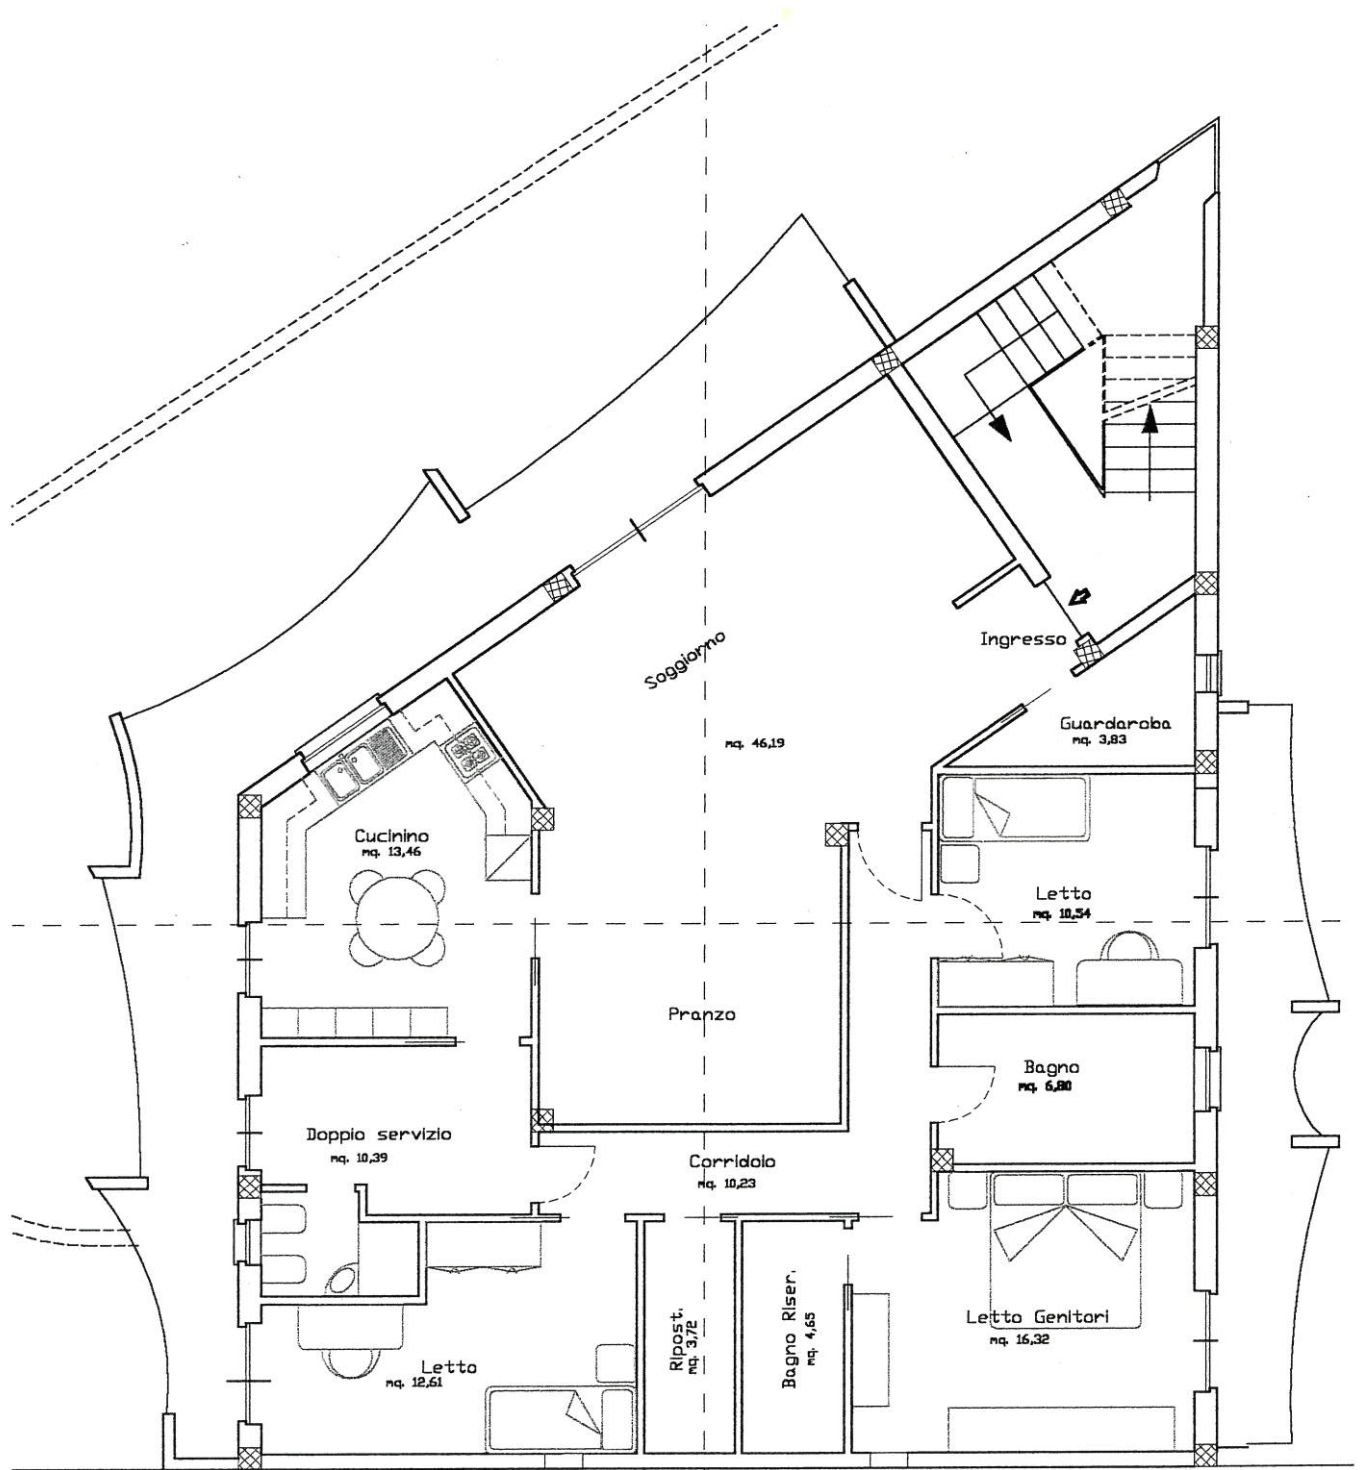 Ingresso
Soggiorno
mq. 46,19
Guardaroba
mq. 3,83
Cucinino
mq. 13,46
Letto
mq. 10,54
Pranzo
Bagno
mq. 6,80
Doppio servizio
mq. 10,39
Corridoio
mq. 10,23
Letto Genitori
mq. 16,32
Ripost.
mq. 3,72
Bagno Riser.
mq. 4,65
Letto
mq. 12,61